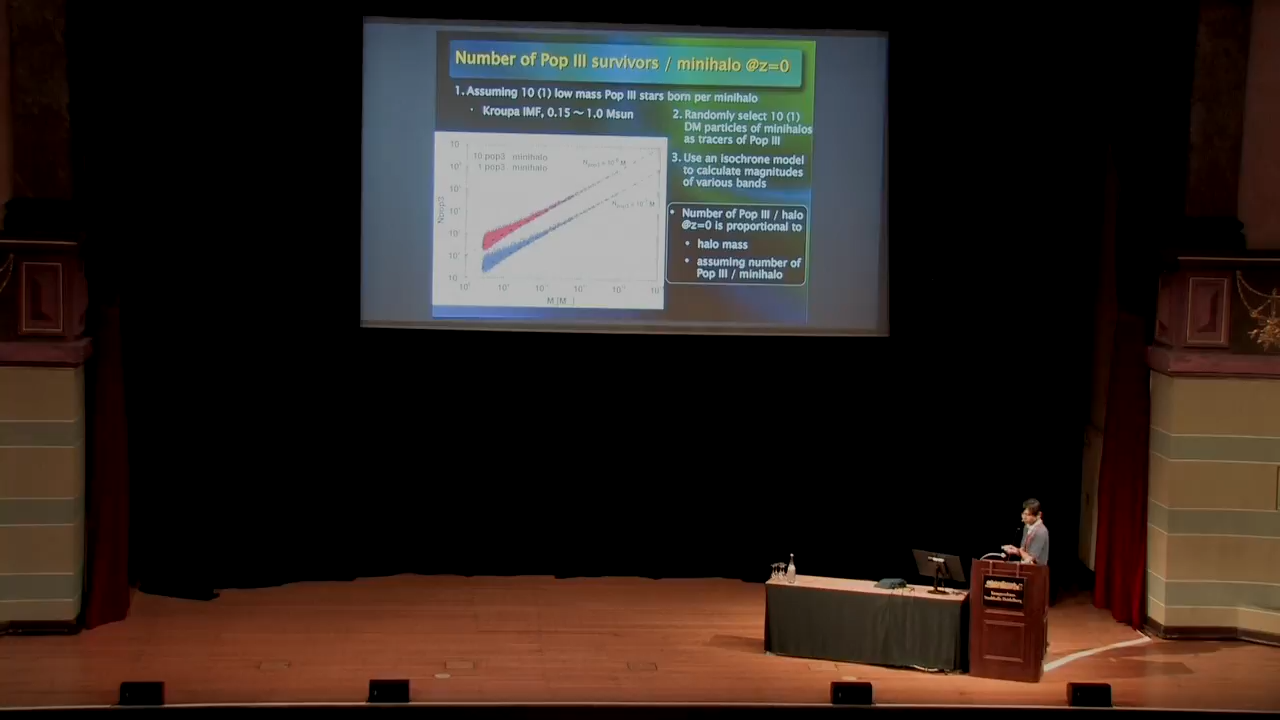 Number of Pop III survivors / minihalo @z=0
1. Assuming 10 (1) low mass Pop III stars born per minihalo
· Kroupa IMF, 0.15 ～ 1.0 Msun
2. Randomly select 10 (1)
DM particles of minihalos
as tracers of Pop III
3. Use an isochrone model
to calculate magnitudes
of various bands
10 pop3 minihalo
1 pop3 minihalo
• Number of Pop III / halo
@z=0 is proportional to
• halo mass
• assuming number of
Pop III / minihalo